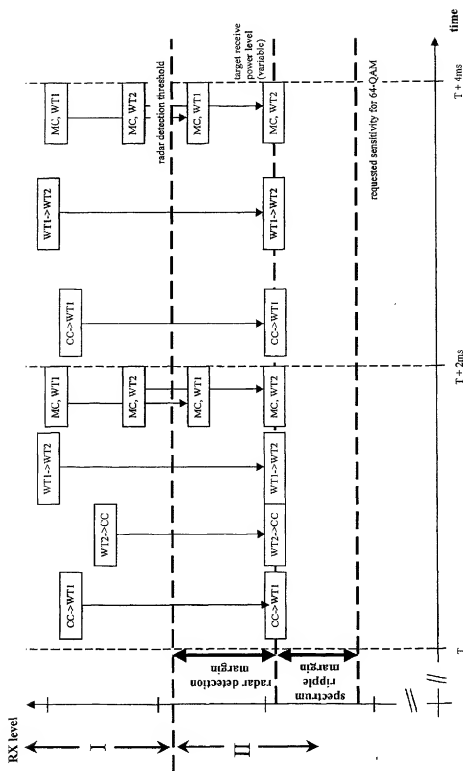 RX level
I
II
radar detection
margin
spectrum
ripple
margin
CC->WT1
WT2->CC
WT1->WT2
MC, WT1
MC, WT2
CC->WT1
WT1->WT2
MC, WT1
MC, WT2
radar detection threshold
MC, WT1
CC->WT1
WT2->CC
WT1->WT2
MC, WT2
MC, WT1
CC->WT1
WT1->WT2
MC, WT2
target receive
power level
(variable)
requested sensitivity for 64-QAM
T
T + 2ms
T + 4ms
time